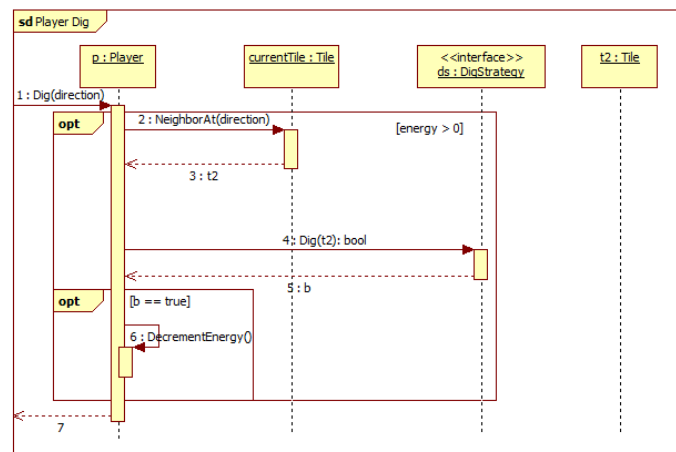 sd Player Dig
p : Player
currentTile : Tile
<<interface>>
ds : DigStrategy
t2 : Tile
1 : Dig(direction)
opt
2 : NeighborAt(direction)
[energy > 0]
3 : t2
4 : Dig(t2): bool
5 : b
opt
[b == true]
6 : DecrementEnergy()
7